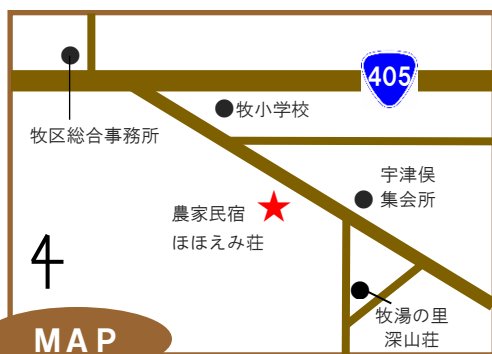 405
牧小学校
牧区総合事務所
宇津俣
集会所
農家民宿
ほほえみ荘
牧湯の里
深山荘
MAP